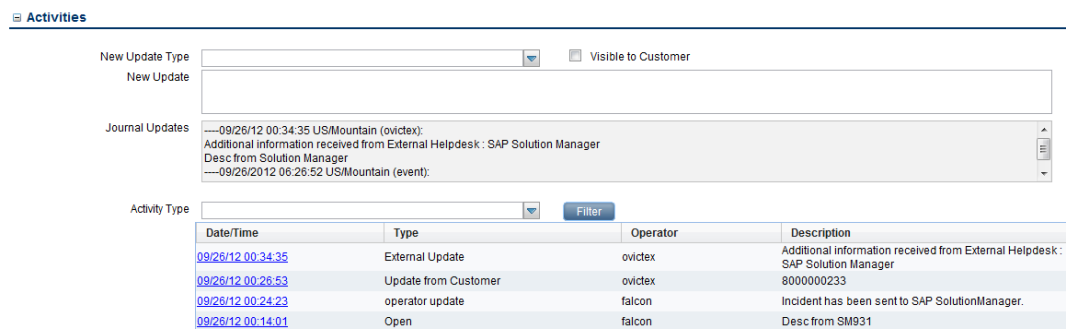 Activities
New Update Type
Visible to Customer
New Update
Journal Updates
----09/26/12 00:34:35 US/Mountain (ovictex):
Additional information received from External Helpdesk : SAP Solution Manager
Desc from Solution Manager
----09/26/2012 06:26:52 US/Mountain (event):
Activity Type
Filter
Date/Time Type Operator Description
09/26/12 00:34:35 External Update ovictex Additional information received from External Helpdesk :
SAP Solution Manager
09/26/12 00:26:53 Update from Customer ovictex 8000000233
09/26/12 00:24:23 operator update falcon Incident has been sent to SAP SolutionManager.
09/26/12 00:14:01 Open falcon Desc from SM931